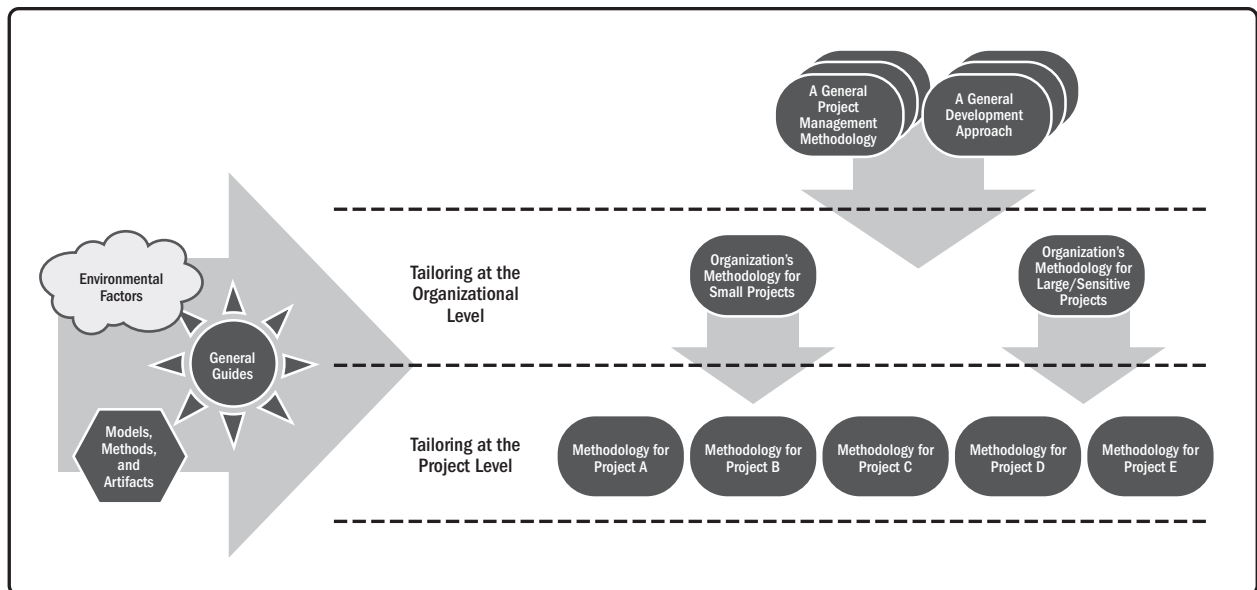 A General
Project
Management
Methodology
A General
Development
Approach
Environmental
Factors
General
Guides
Models,
Methods,
and
Artifacts
Tailoring at the
Organizational
Level
Organization’s
Methodology for
Small Projects
Organization’s
Methodology for
Large/Sensitive
Projects
Tailoring at the
Project Level
Methodology for
Project A
Methodology for
Project B
Methodology for
Project C
Methodology for
Project D
Methodology for
Project E